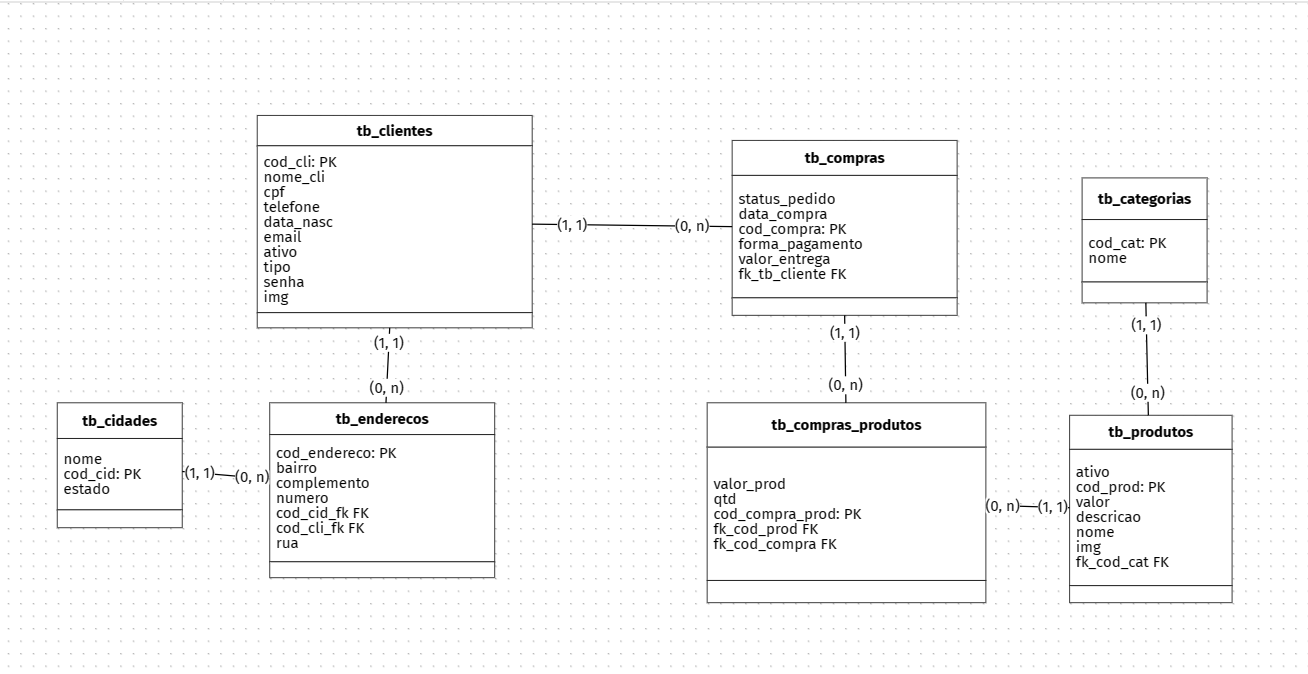 tb_clientes
cod_cli: PK
nome_cli
cpf
telefone
data_nasc
email
ativo
tipo
senha
img
(1, 1)
(0, n)
tb_compras
status_pedido
data_compra
cod_compra: PK
forma_pagamento
valor_entrega
fk_tb_cliente FK
tb_categorias
cod_cat: PK
nome
(1, 1)
(0, n)
(1, 1)
(0, n)
(1, 1)
(0, n)
tb_cidades
nome
cod_cid: PK
estado
(1, 1)
(0, n)
tb_enderecos
cod_endereco: PK
bairro
complemento
numero
cod_cid_fk FK
cod_cli_fk FK
rua
tb_compras_produtos
valor_prod
qtd
cod_compra_prod: PK
fk_cod_prod FK
fk_cod_compra FK
(0, n)
(1, 1)
tb_produtos
ativo
cod_prod: PK
valor
descricao
nome
img
fk_cod_cat FK